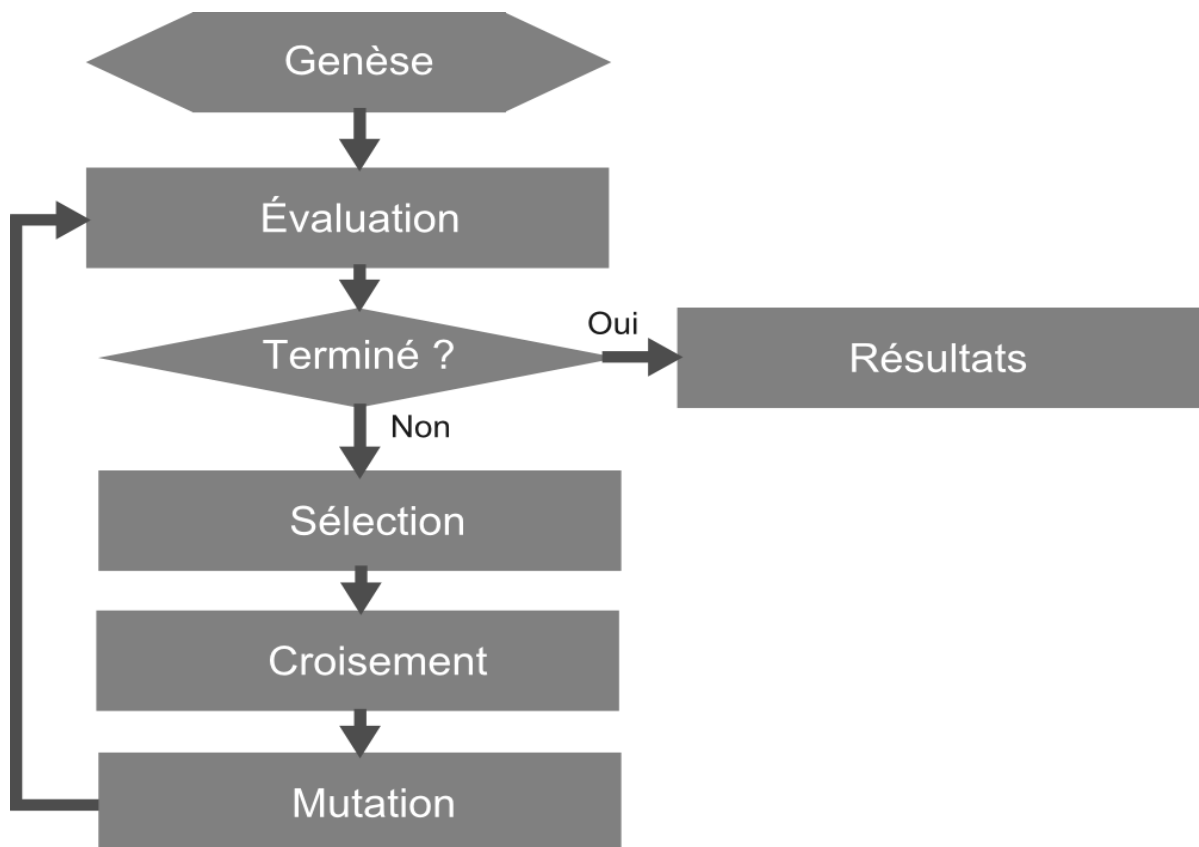 Genèse
Évaluation
Terminé ?
Oui
Résultats
Non
Sélection
Croisement
Mutation